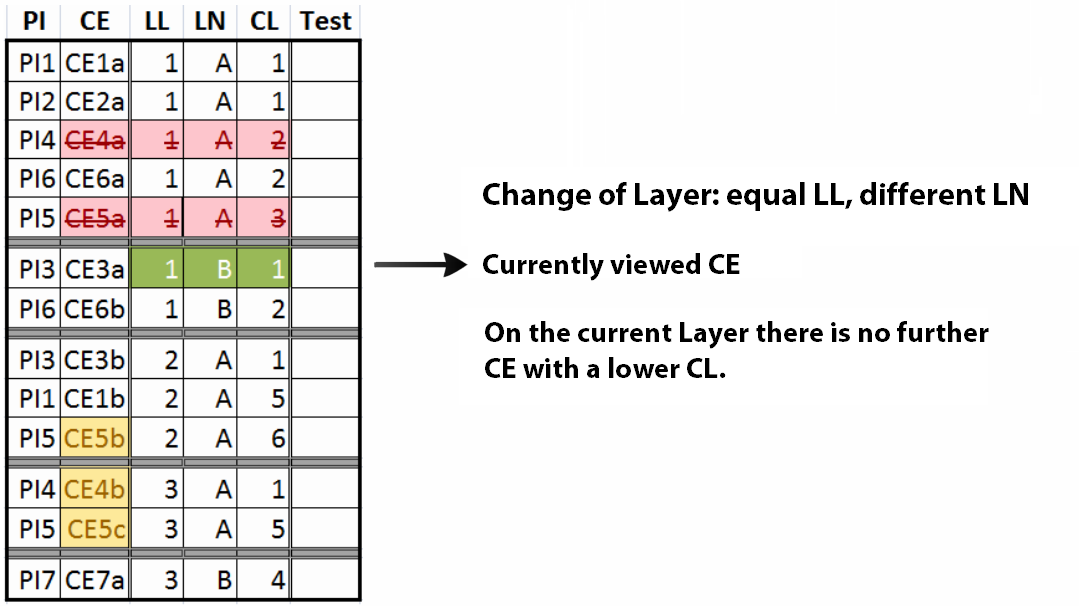 PI CE LL LN CL Test
PI1 CE1a 1 A 1
PI2 CE2a 1 A 1
PI4 CE4a 1 A 2
PI6 CE6a 1 A 2
PI5 CE5a 1 A 3
Change of Layer: equal LL, different LN
PI3 CE3a 1 B 1
Currently viewed CE
PI6 CE6b 1 B 2
On the current Layer there is no further
CE with a lower CL.
PI3 CE3b 2 A 1
PI1 CE1b 2 A 5
PI5 CE5b 2 A 6
PI4 CE4b 3 A 1
PI5 CE5c 3 A 5
PI7 CE7a 3 B 4